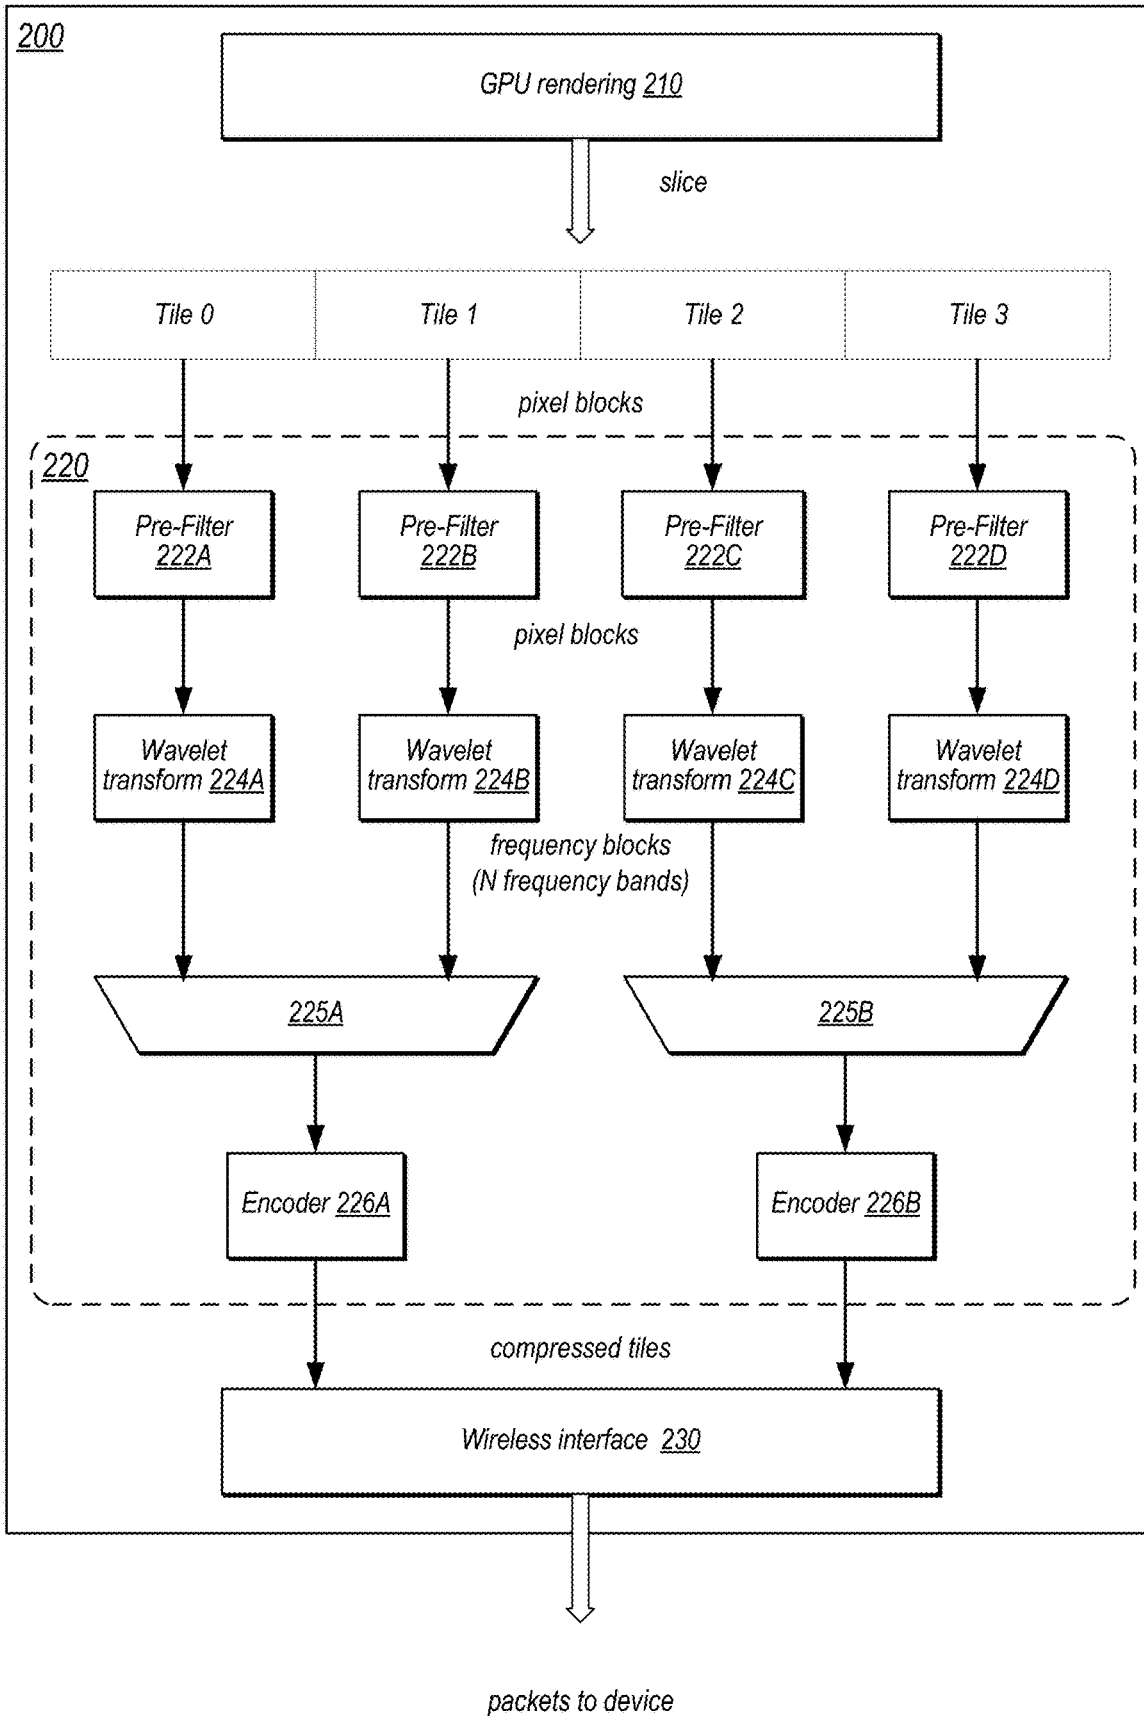 200
GPU rendering 210
slice
Tile 0 Tile 1 Tile 2 Tile 3
pixel blocks
220
Pre-Filter Pre-Filter Pre-Filter Pre-Filter
222A 222B 222C 222D
pixel blocks
Wavelet Wavelet Wavelet Wavelet
transform 224A transform 224B transform 224C transform 224D
frequency blocks
(N frequency bands)
225A 225B
Encoder 226A Encoder 226B
compressed tiles
Wireless interface 230
packets to device